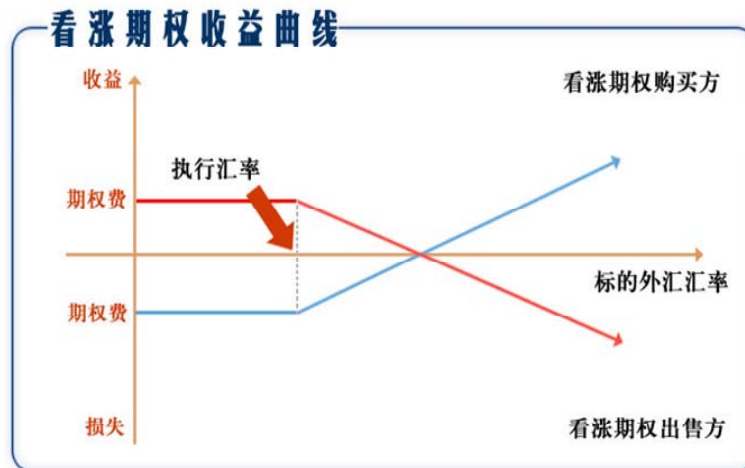 看涨期权收益曲线
收益
看涨期权购买方
执行汇率
期权费
标的外汇汇率
期权费
损失
看涨期权出售方